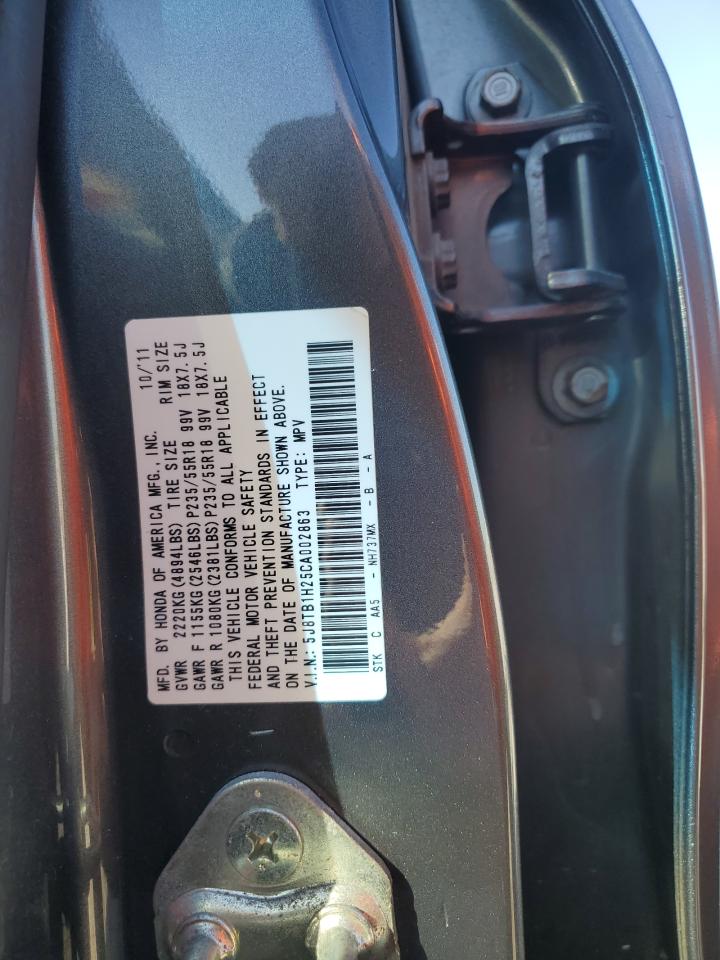 MFD. BY HONDA OF AMERICA MFG., INC. 10/'11
GVWR 2220KG(4894LBS) TIRE SIZE RIM SIZE
GAWR F 1155KG(2546LBS)P235/55R18 99V 18X7.5J
GAWR R 1080KG(2381LBS)P235/55R18 99V 18X7.5J
THIS VEHICLE CONFORMS TO ALL APPLICABLE
FEDERAL MOTOR VEHICLE SAFETY
AND THEFT PREVENTION STANDARDS IN EFFECT
ON THE DATE OF MANUFACTURE SHOWN ABOVE.
V.I.N.: 5J8TB1H25CA002863 TYPE: MPV
STK C AA5 - NH737MX - B - A